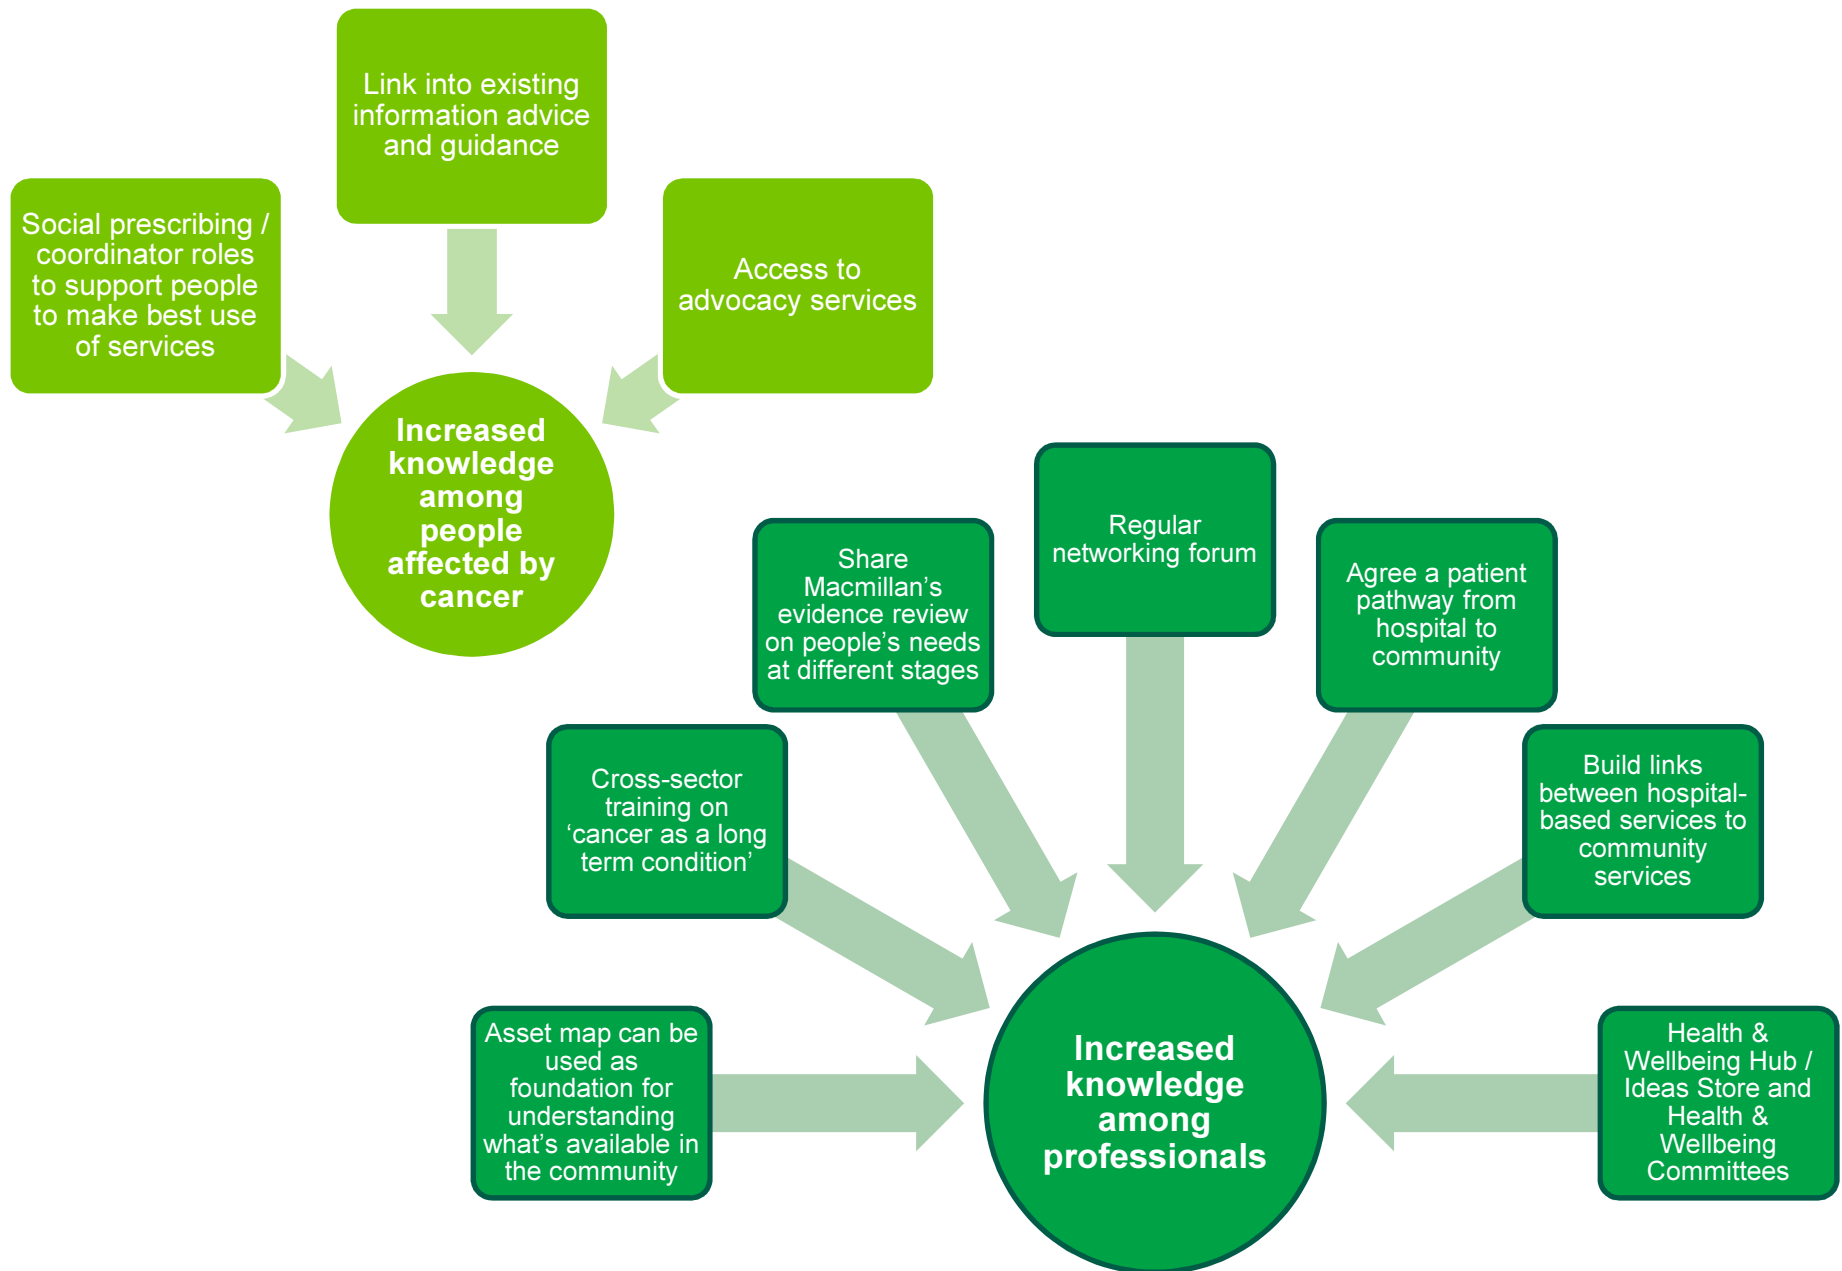 Link into existing
information advice
and guidance
Social prescribing /
coordinator roles
to support people
to make best use
of services
Access to
advocacy services
Increased
knowledge
among
people
affected by
cancer
Regular
networking forum
Share
Macmillan’s
evidence review
on people’s needs
at different stages
Agree a patient
pathway from
hospital to
community
Cross-sector
training on
‘cancer as a long
term condition’
Build links
between hospital-
based services to
community
services
Asset map can be
used as
foundation for
understanding
what’s available in
the community
Increased
knowledge
among
professionals
Health &
Wellbeing Hub /
Ideas Store and
Health &
Wellbeing
Committees